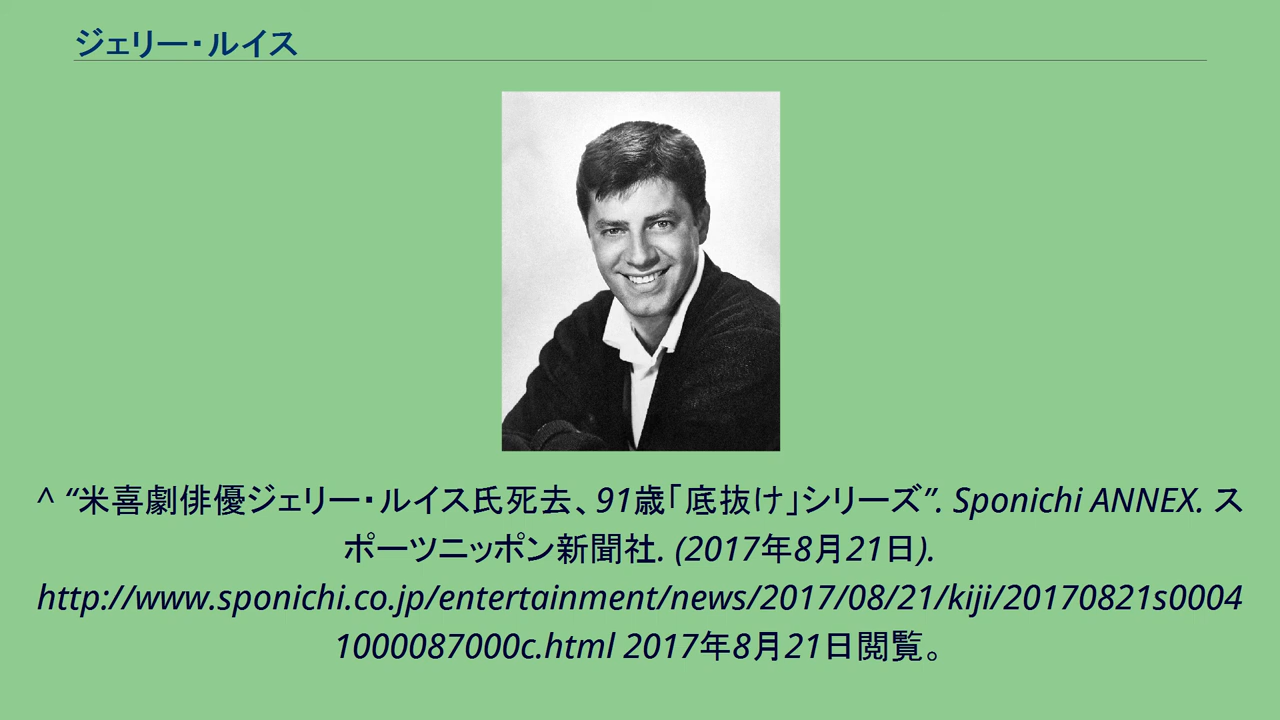 ジェリー・ルイス
^ “米喜劇俳優ジェリー・ルイス氏死去、91歳「底抜け」シリーズ”. Sponichi ANNEX. ス
ポーツニッポン新聞社. (2017年8月21日).
http://www.sponichi.co.jp/entertainment/news/2017/08/21/kiji/20170821s0004
1000087000c.html 2017年8月21日閲覧。